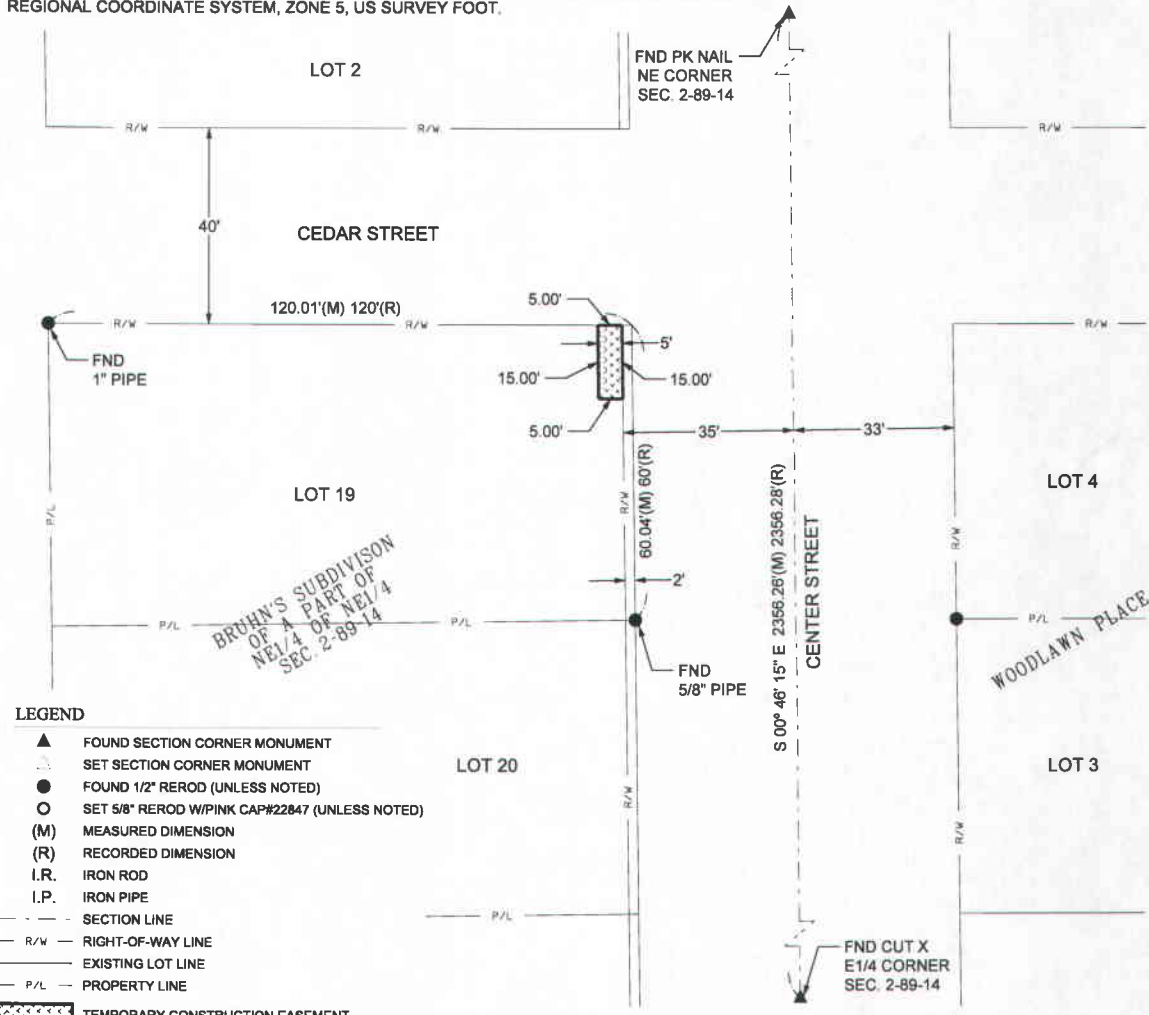 REGIONAL COORDINATE SYSTEM, ZONE 5, US SURVEY FOOT.
LOT 2
FND PK NAIL
NE CORNER
SEC. 2-89-14
R/W
R/W
R/W
40'
CEDAR STREET
120.01'(M) 120'(R)
5.00'
R/W
R/W
R/W
5'
FND
1" PIPE
15.00'
15.00'
5.00'
35'
33'
LOT 19
LOT 4
P/L
R/W
60.04'(M) 60'(R)
S 00° 46' 15" E 2356.26'(M) 2356.28'(R)
CENTER STREET
R/W
BRUHN'S SUBDIVISON
OF A PART OF
NE1/4 OF NE1/4
SEC. 2-89-14
2'
P/L
P/L
P/L
WOODLAWN PLACE
FND
5/8" PIPE
LOT 20
LOT 3
R/W
R/W
P/L
FND CUT X
E1/4 CORNER
SEC. 2-89-14
LEGEND
FOUND SECTION CORNER MONUMENT
SET SECTION CORNER MONUMENT
FOUND 1/2" REROD (UNLESS NOTED)
SET 5/8" REROD W/PINK CAP#22847 (UNLESS NOTED)
(M) MEASURED DIMENSION
(R) RECORDED DIMENSION
I.R. IRON ROD
I.P. IRON PIPE
SECTION LINE
R/W RIGHT-OF-WAY LINE
EXISTING LOT LINE
P/L PROPERTY LINE
TEMPORARY CONSTRUCTION EASEMENT